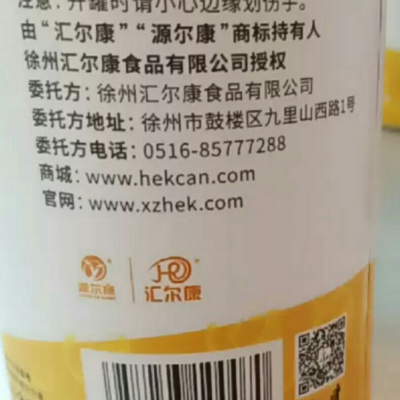 注意：开罐时请小心边缘划伤手。
由“汇尔康”“源尔康”商标持有人
徐州汇尔康食品有限公司授权
委托方：徐州汇尔康食品有限公司
委托方地址：徐州市鼓楼区九里山西路1号
委托方电话：0516-85777288
商城：www.hekcan.com
官网：www.xzhek.com
源尔康® 汇尔康®